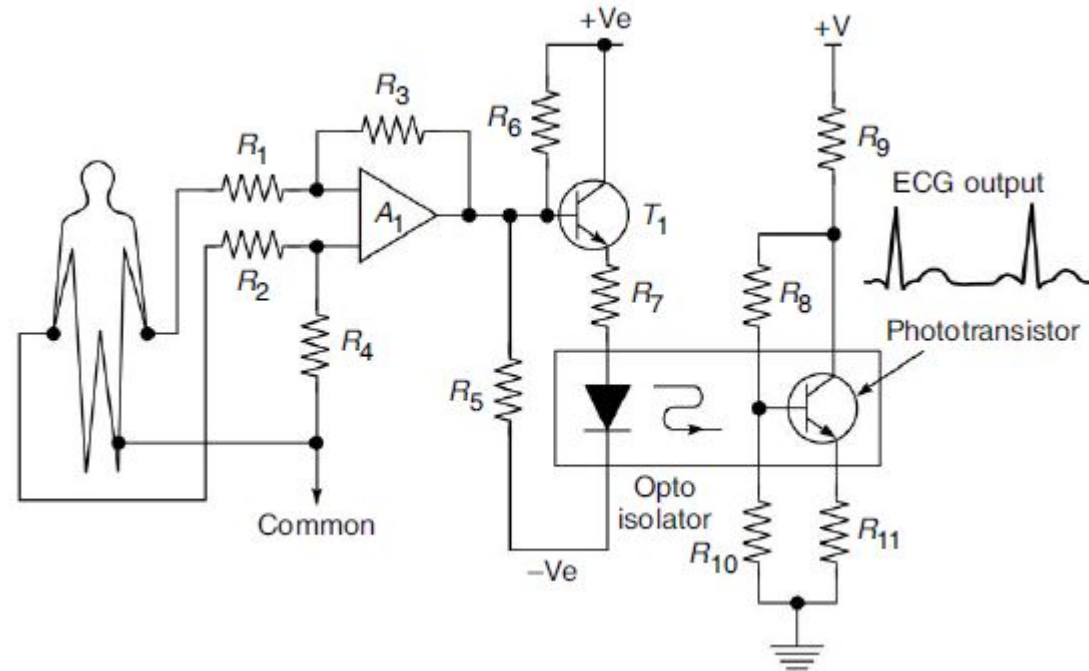 +Ve
+V
R3
R6
R9
R1
ECG output
A1
T1
R2
R7
R8
Phototransistor
R4
R5
Opto
isolator
Common
R10
R11
–Ve